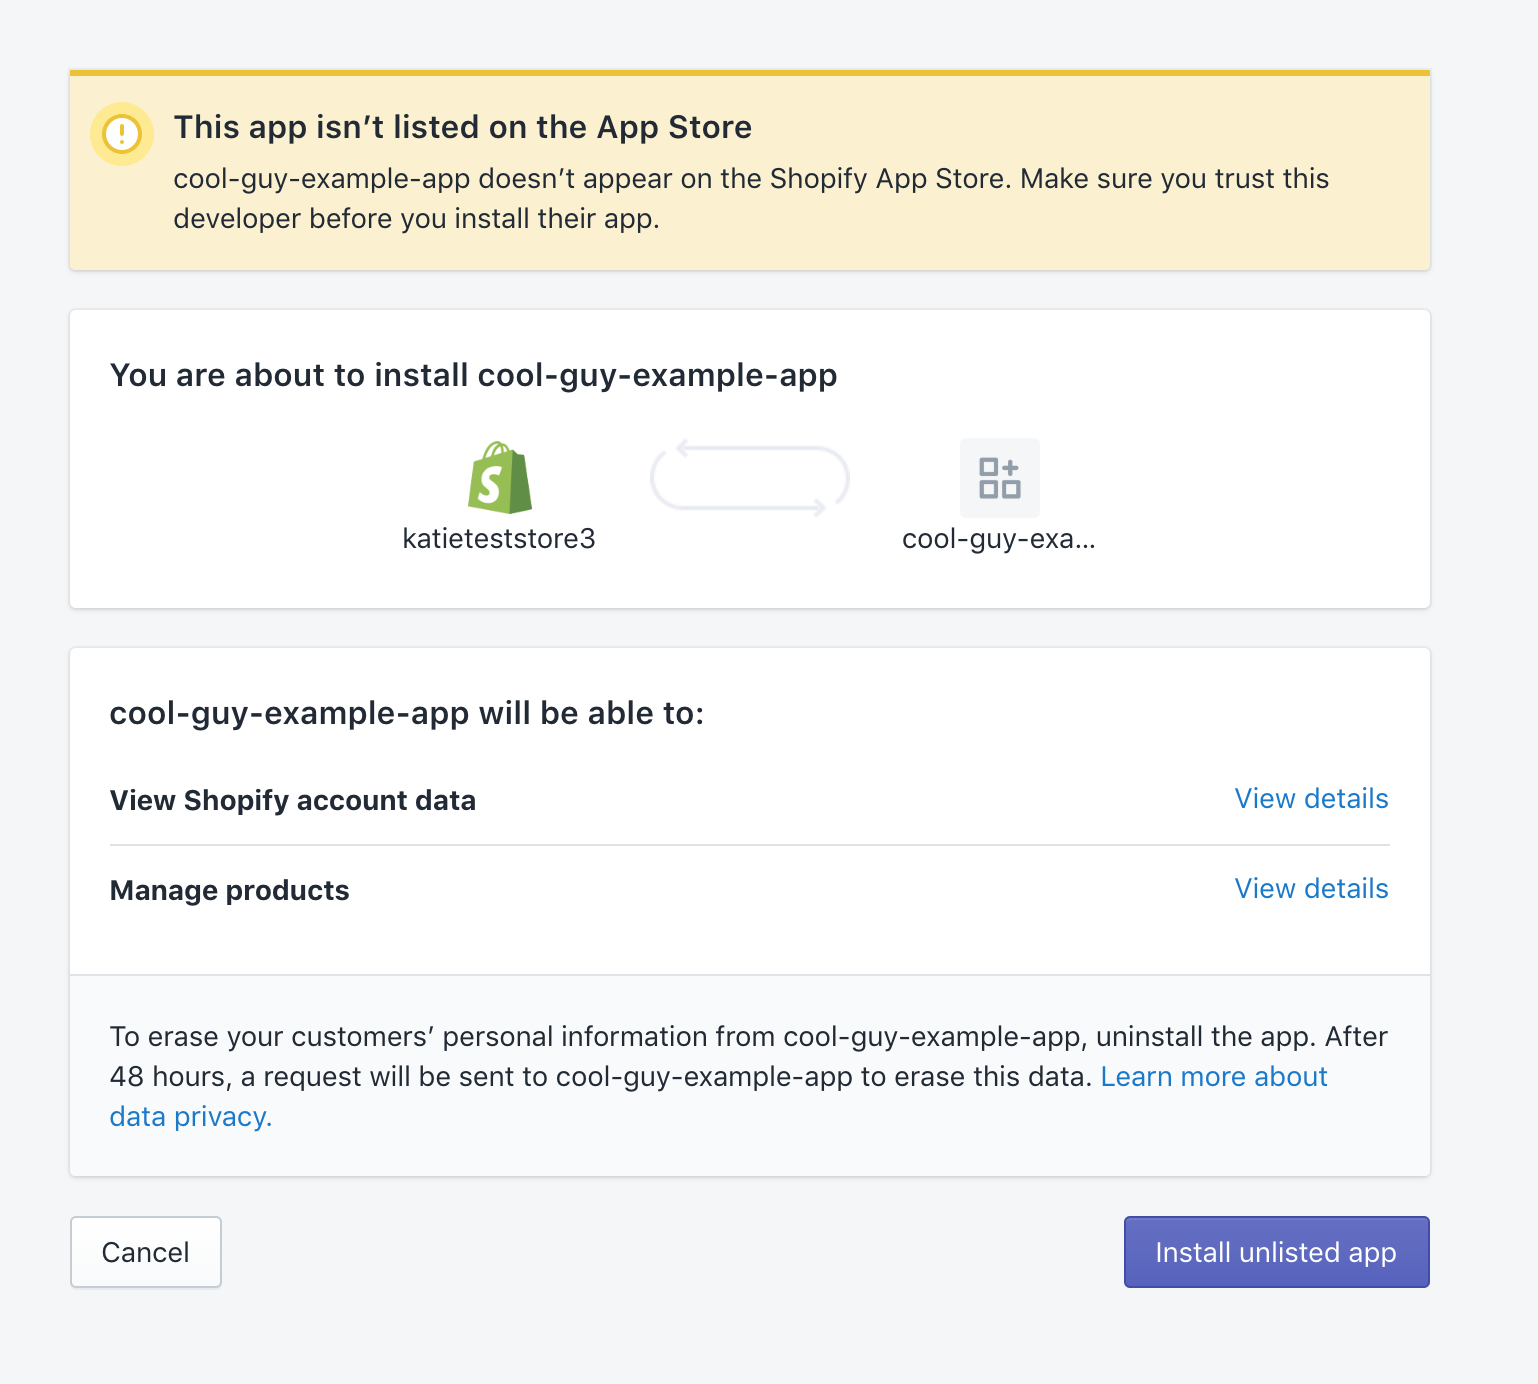 This app isn’t listed on the App Store
cool-guy-example-app doesn’t appear on the Shopify App Store. Make sure you trust this
developer before you install their app.
You are about to install cool-guy-example-app
katieteststore3
cool-guy-exa...
cool-guy-example-app will be able to:
View Shopify account data
View details
Manage products
View details
To erase your customers’ personal information from cool-guy-example-app, uninstall the app. After
48 hours, a request will be sent to cool-guy-example-app to erase this data. Learn more about
data privacy.
Cancel
Install unlisted app